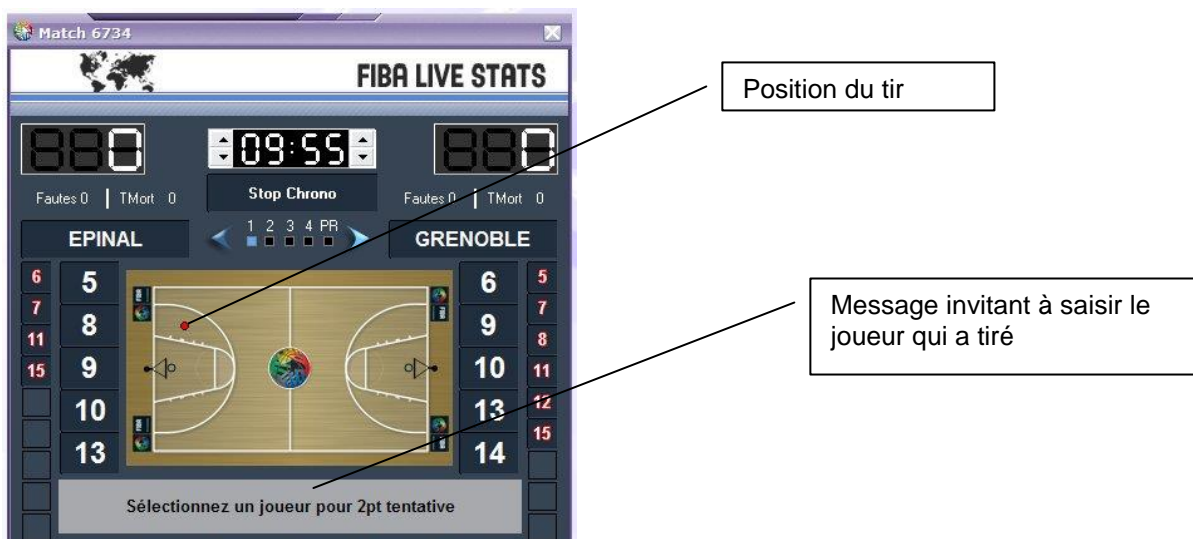 Match 6734
FIBA LIVE STATS
Position du tir
0 09:55 0
Fautes 0 | TMort 0 Stop Chrono Fautes 0 | TMort 0
1 2 3 4 PR
EPINAL GRENOBLE
6 5 6 5
7 8 9 7
11 8
15 9 10 11
10 13 12
13 14 15
Message invitant à saisir le
joueur qui a tiré
Sélectionnez un joueur pour 2pt tentative